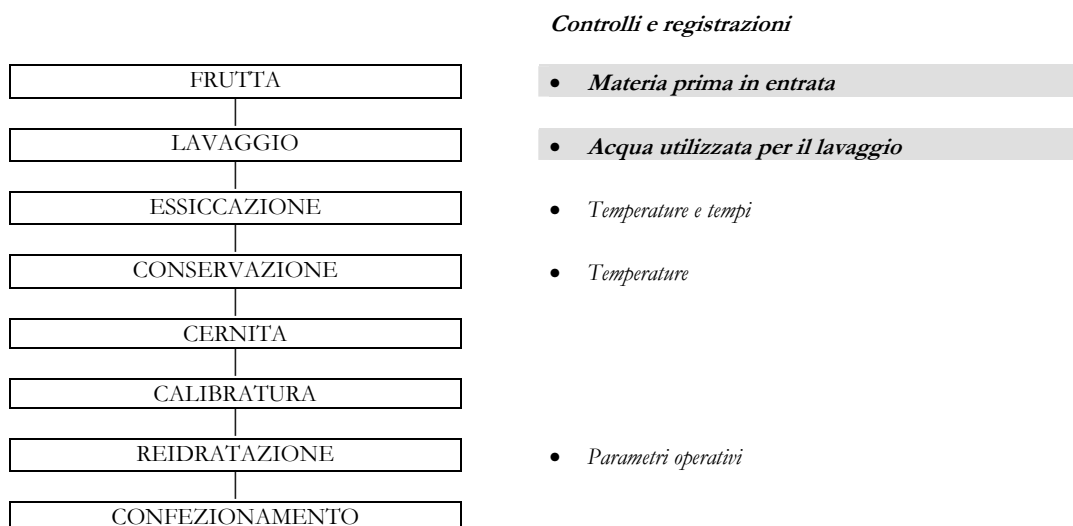 Controlli e registrazioni
FRUTTA
• Materia prima in entrata
LAVAGGIO
• Acqua utilizzata per il lavaggio
ESSICCAZIONE
• Temperature e tempi
CONSERVAZIONE
• Temperature
CERNITA
CALIBRATURA
REIDRATAZIONE
• Parametri operativi
CONFEZIONAMENTO